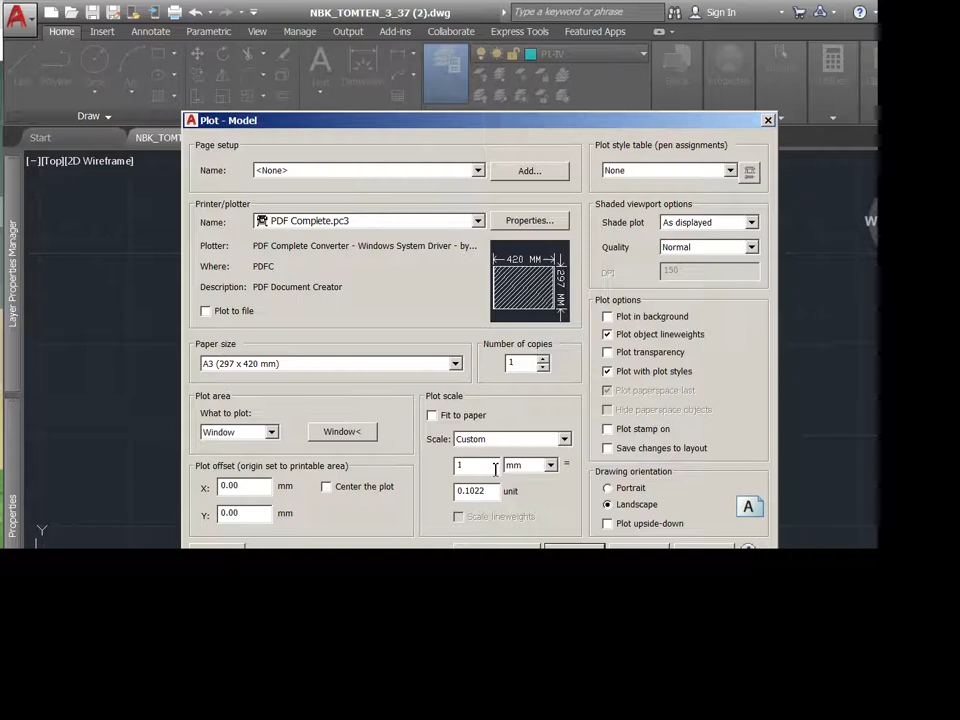 NBK_TOMTEN_3_37 (2).dwg
Type a keyword or phrase
Sign In
Home Insert Annotate Parametric View Manage Output Add-ins Collaborate Express Tools Featured Apps
PL-IV
Draw
Start NBK_TOMT
[−][Top][2D Wireframe]
Layer Properties Manager
Properties
Plot - Model
Page setup
Name: <None> Add...
Printer/plotter
Name: PDF Complete.pc3 Properties...
Plotter: PDF Complete Converter - Windows System Driver - by...
Where: PDFC
Description: PDF Document Creator
Plot to file
420 MM
297 MM
Paper size
A3 (297 x 420 mm)
Number of copies
1
Plot area
What to plot:
Window Window<
Plot offset (origin set to printable area)
X: 0.00 mm Center the plot
Y: 0.00 mm
Plot scale
Fit to paper
Scale: Custom
1 mm =
0.1022 unit
Scale lineweights
Plot style table (pen assignments)
None
Shaded viewport options
Shade plot As displayed
Quality Normal
DPI 150
Plot options
Plot in background
Plot object lineweights
Plot transparency
Plot with plot styles
Plot paperspace last
Hide paperspace objects
Plot stamp on
Save changes to layout
Drawing orientation
Portrait
Landscape
Plot upside-down
A
W
Y